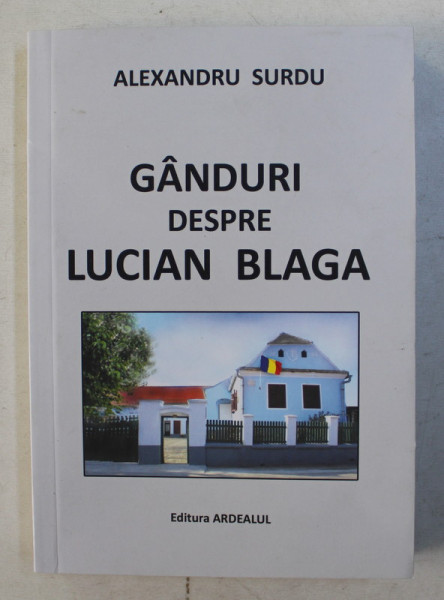 ALEXANDRU SURDU
GÂNDURI
DESPRE
LUCIAN BLAGA
Editura ARDEALUL